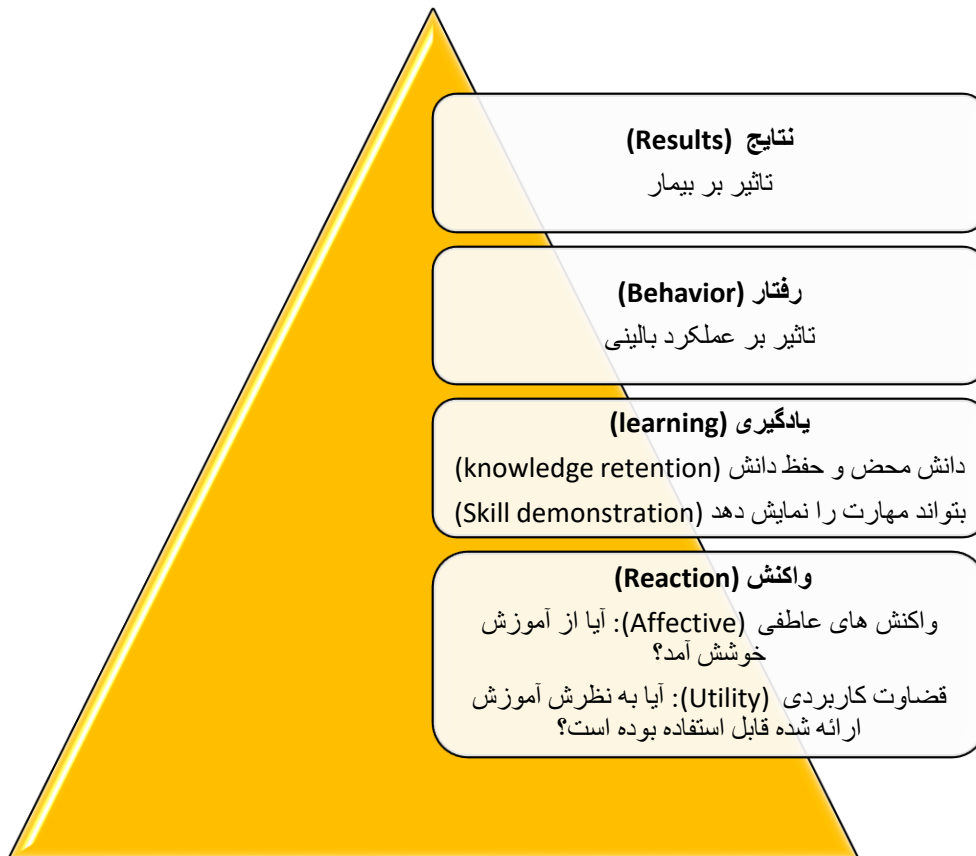 نتایج (Results)
تاثیر بر بیمار
رفتار (Behavior)
تاثیر بر عملکرد بالینی
یادگیری (learning)
دانش محض و حفظ دانش (knowledge retention)
بتواند مهارت را نمایش دهد (Skill demonstration)
واکنش (Reaction)
واکنش های عاطفی (Affective): آیا از آموزش
خوشش آمد؟
قضاوت کاربردی (Utility): آیا به نظرش آموزش
ارائه شده قابل استفاده بوده است؟